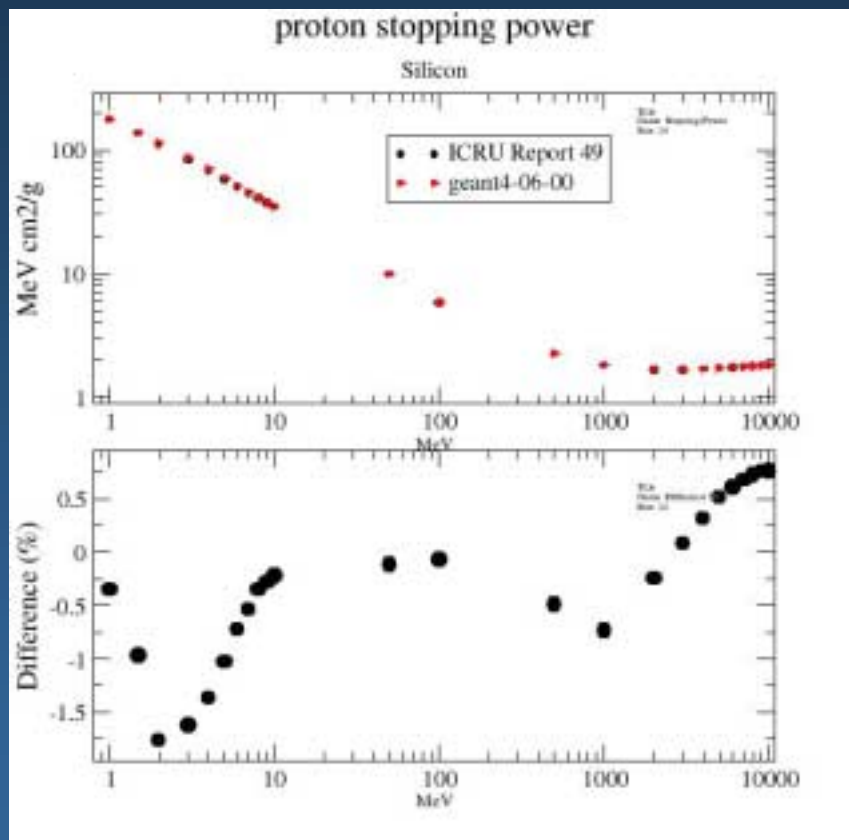 proton stopping power
Silicon
MeV cm2/g
100
10
1
ICRU Report 49
geant4-06-00
1 10 100 1000 10000
MeV
Difference (%)
0.5
0
-0.5
-1
-1.5
1 10 100 1000 10000
MeV